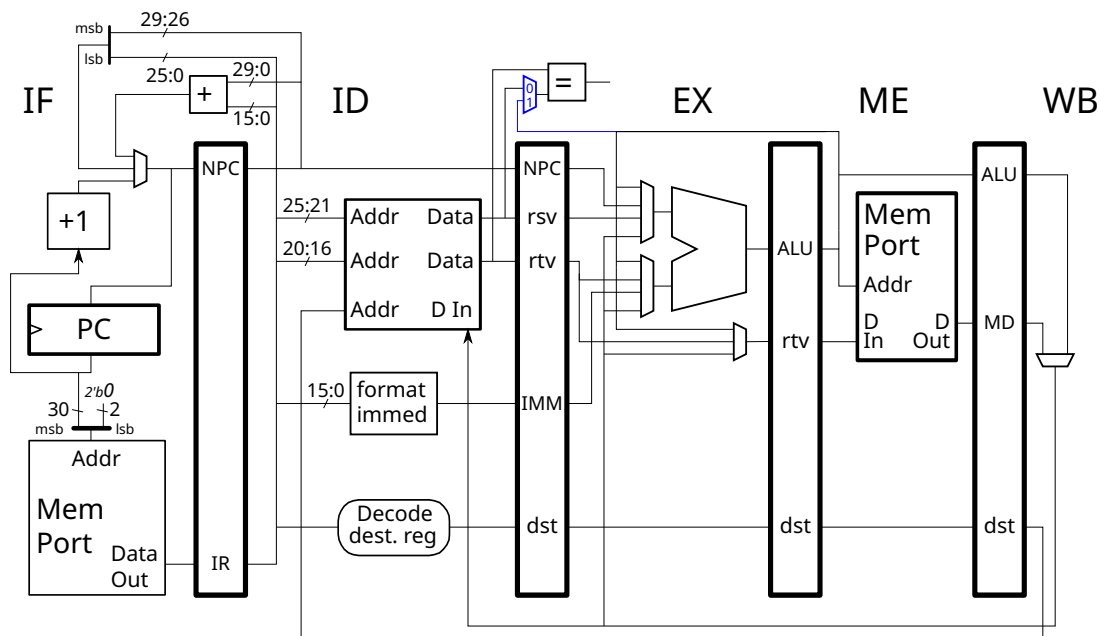 29:26
msb
lsb
25:0
29:0
+
15:0
=
0
1
IF
ID
EX
ME
WB
NPC
NPC
ALU
+1
25:21
Addr
Data
rsv
Mem
Port
20:16
Addr
Data
rtv
ALU
Addr
Addr
D In
PC
D
In
D
Out
MD
rtv
15:0
format
immed
IMM
2'b0
30
2
msb
lsb
Addr
Mem
Port
Data
Out
IR
Decode
dest. reg
dst
dst
dst